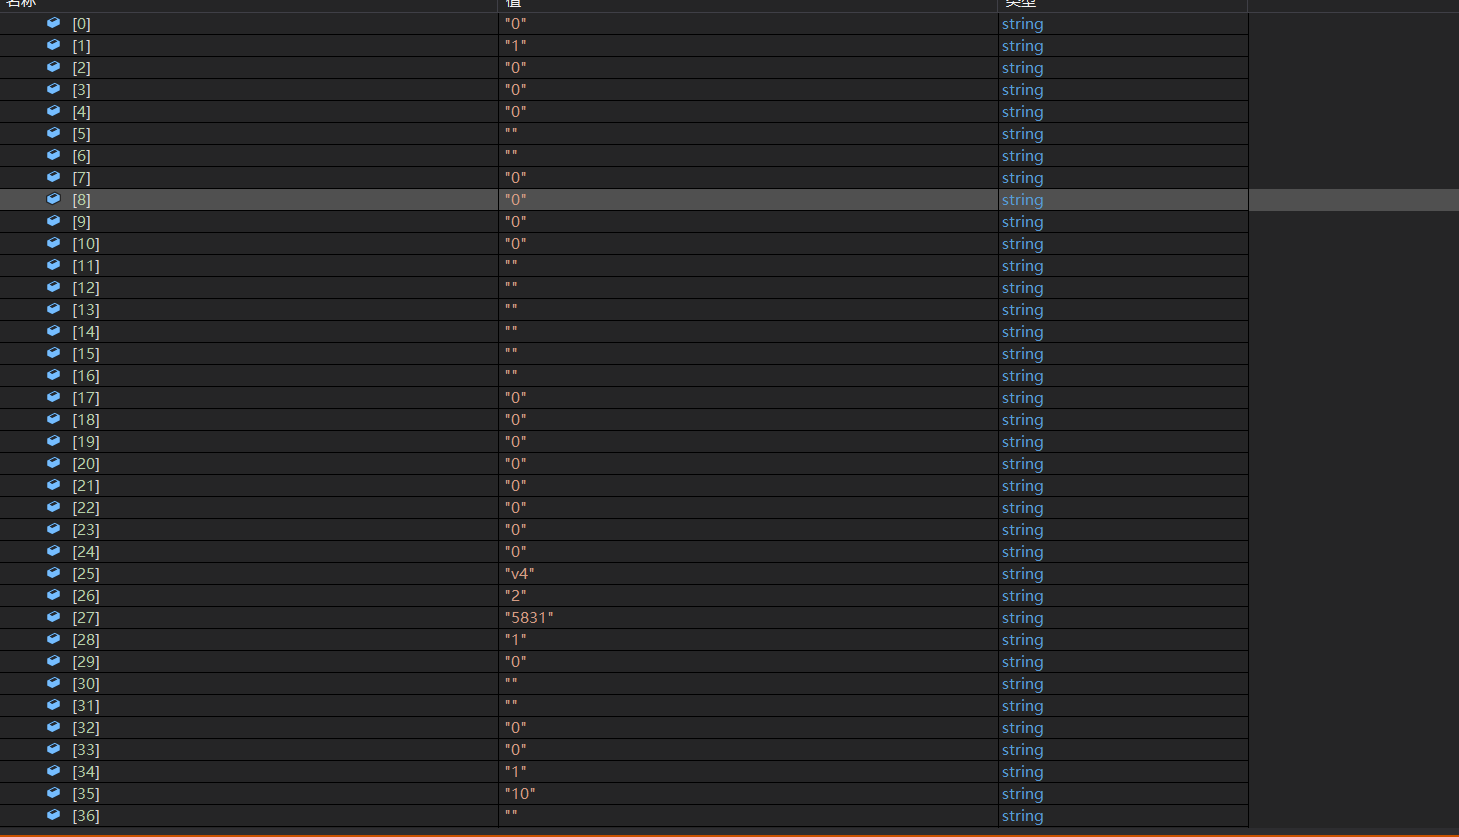 名称 值 类型
[0] "0" string
[1] "1" string
[2] "0" string
[3] "0" string
[4] "0" string
[5] "" string
[6] "" string
[7] "0" string
[8] "0" string
[9] "0" string
[10] "0" string
[11] "" string
[12] "" string
[13] "" string
[14] "" string
[15] "" string
[16] "" string
[17] "0" string
[18] "0" string
[19] "0" string
[20] "0" string
[21] "0" string
[22] "0" string
[23] "0" string
[24] "0" string
[25] "v4" string
[26] "2" string
[27] "5831" string
[28] "1" string
[29] "0" string
[30] "" string
[31] "" string
[32] "0" string
[33] "0" string
[34] "1" string
[35] "10" string
[36] "" string